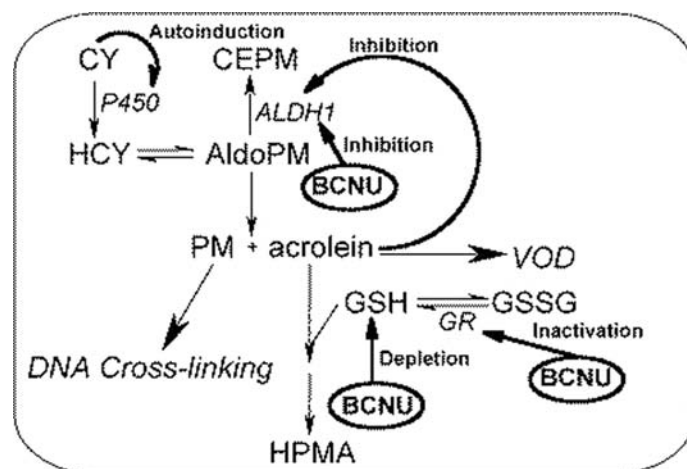 Autoinduction
CY CEPM Inhibition
P450 ALDH1
HCY AldoPM Inhibition
BCNU
PM + acrolein VOD
GSH GSSG
GR Inactivation
DNA Cross-linking Depletion BCNU
BCNU
HPMA